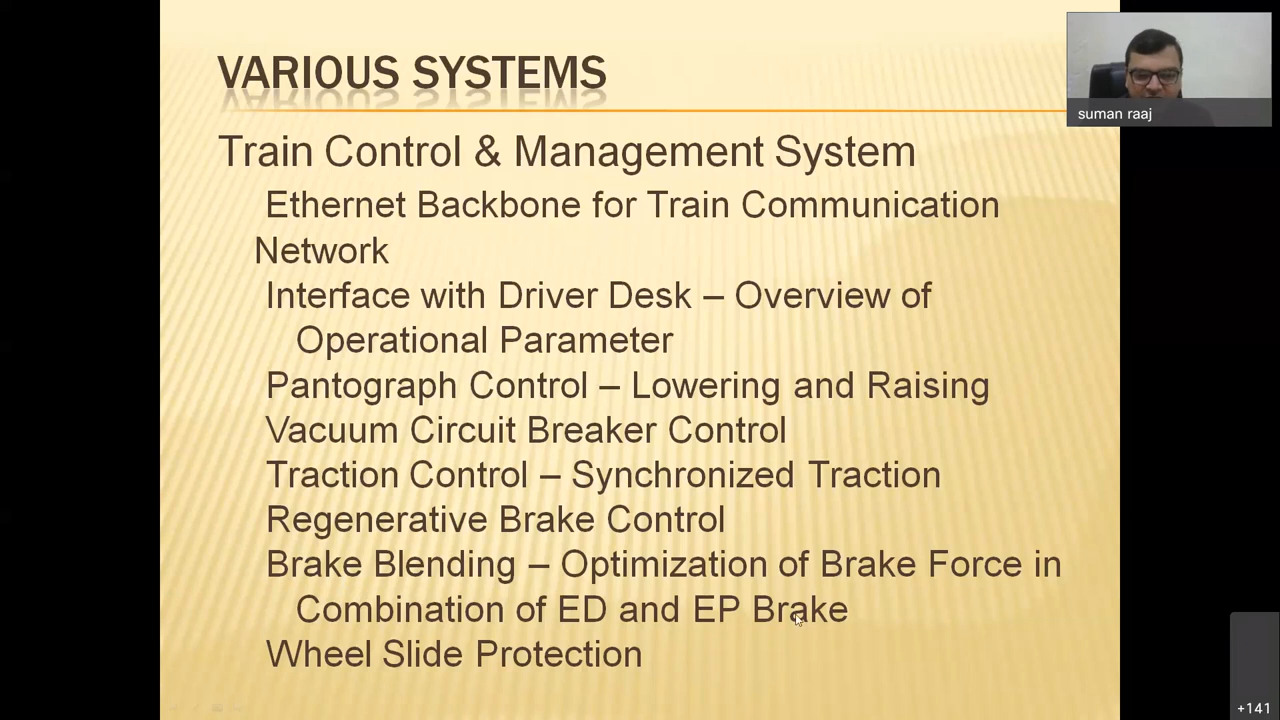 VARIOUS SYSTEMS
suman raaj
Train Control & Management System
Ethernet Backbone for Train Communication
Network
Interface with Driver Desk – Overview of
Operational Parameter
Pantograph Control – Lowering and Raising
Vacuum Circuit Breaker Control
Traction Control – Synchronized Traction
Regenerative Brake Control
Brake Blending – Optimization of Brake Force in
Combination of ED and EP Brake
Wheel Slide Protection
+141